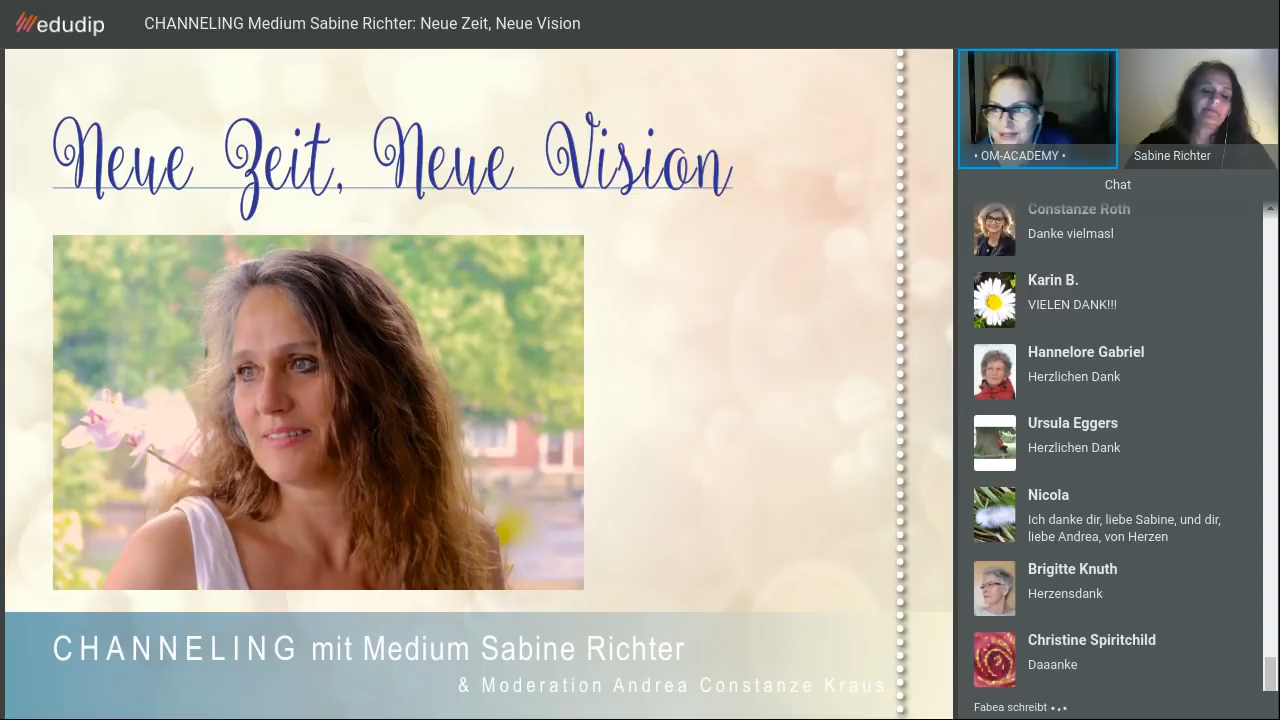 edudip
CHANNELING Medium Sabine Richter: Neue Zeit, Neue Vision
Neue Zeit, Neue Vision
CHANNELING mit Medium Sabine Richter
& Moderation Andrea Constanze Kraus
• OM-ACADEMY •
Sabine Richter
Chat
Constanze Roth
Danke vielmasl
Karin B.
VIELEN DANK!!!
Hannelore Gabriel
Herzlichen Dank
Ursula Eggers
Herzlichen Dank
Nicola
Ich danke dir, liebe Sabine, und dir,
liebe Andrea, von Herzen
Brigitte Knuth
Herzensdank
Christine Spiritchild
Daaanke
Fabea schreibt •••